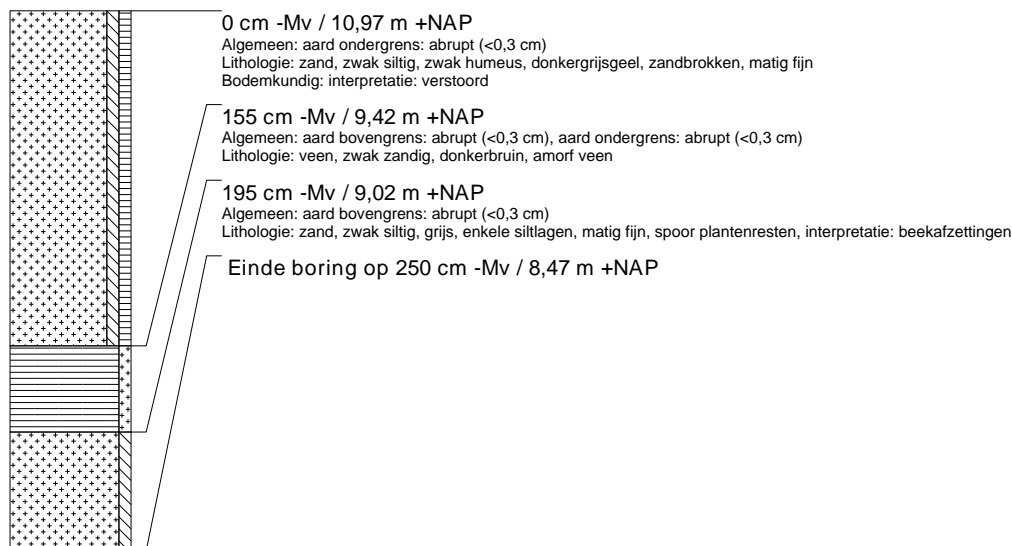 0 cm -Mv / 10,97 m +NAP
Algemeen: aard ondergrens: abrupt (<0,3 cm)
Lithologie: zand, zwak siltig, zwak humeus, donkergrijsgeel, zandbrokken, matig fijn
Bodemkundig: interpretatie: verstoord
155 cm -Mv / 9,42 m +NAP
Algemeen: aard bovengrens: abrupt (<0,3 cm), aard ondergrens: abrupt (<0,3 cm)
Lithologie: veen, zwak zandig, donkerbruin, amorf veen
195 cm -Mv / 9,02 m +NAP
Algemeen: aard bovengrens: abrupt (<0,3 cm)
Lithologie: zand, zwak siltig, grijs, enkele siltlagen, matig fijn, spoor plantenresten, interpretatie: beekafzettingen
Einde boring op 250 cm -Mv / 8,47 m +NAP